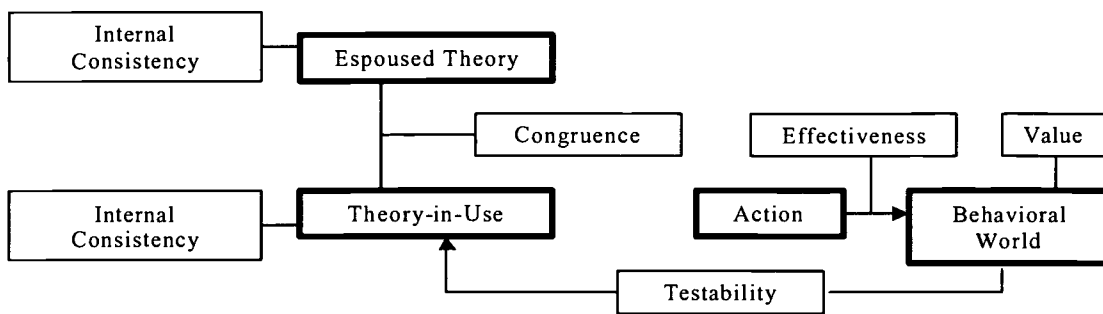 Internal
Consistency
Espoused Theory
Congruence
Effectiveness
Value
Internal
Consistency
Theory-in-Use
Action
Behavioral
World
Testability